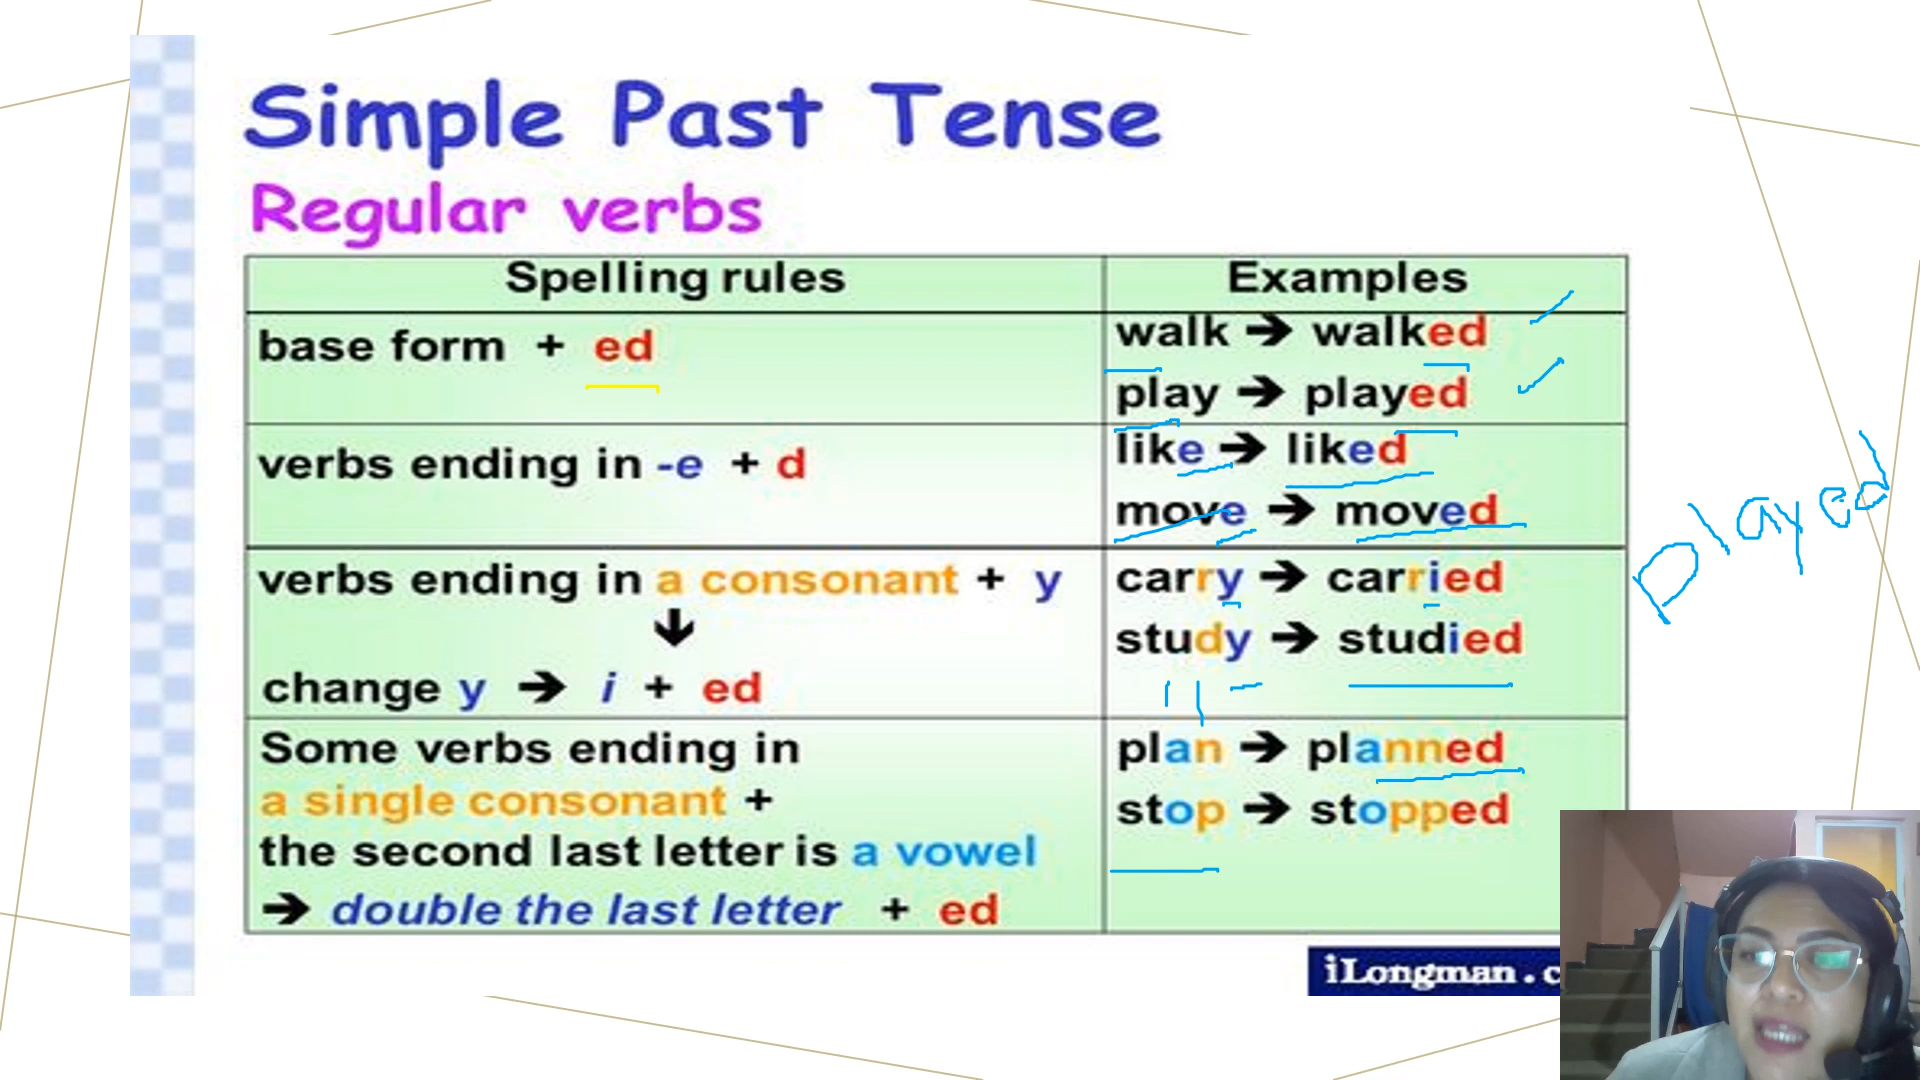 Simple Past Tense
Regular verbs
Spelling rules
Examples
base form + ed
walk → walked
play → played
verbs ending in -e + d
like → liked
move → moved
verbs ending in a consonant + y
↓
change y → i + ed
carry → carried
study → studied
Some verbs ending in
a single consonant +
the second last letter is a vowel
→ double the last letter + ed
plan → planned
stop → stopped
played
iLongman.c